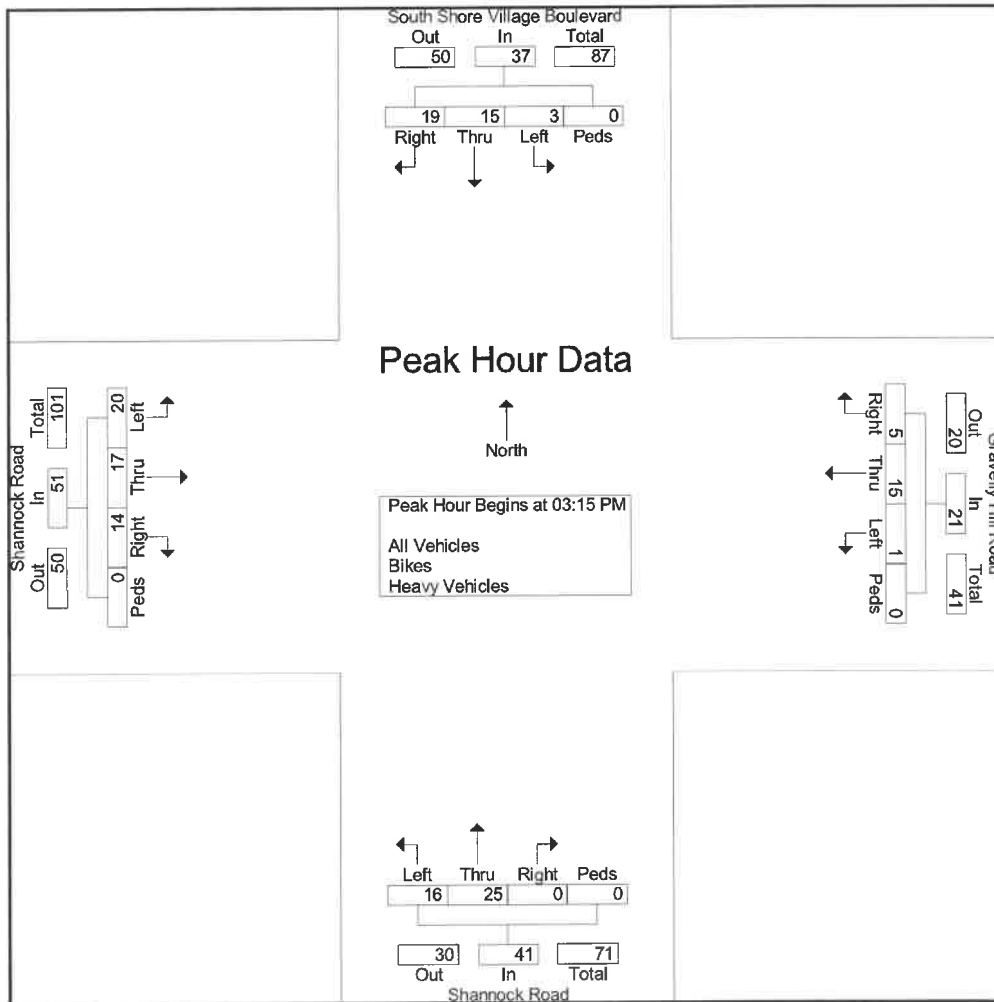 South Shore Village Boulevard
Out In Total
50 37 87
19 15 3 0
Right Thru Left Peds
Peak Hour Data
North
Peak Hour Begins at 03:15 PM
All Vehicles
Bikes
Heavy Vehicles
Shannock Road
Total In Out
101 51 50
20 17 14 0
Left Thru Right Peds
Right Thru Left Peds
5 15 1 0
Out In Total
20 21 41
Gravelly Hill Road
Left Thru Right Peds
16 25 0 0
30 41 71
Out In Total
Shannock Road